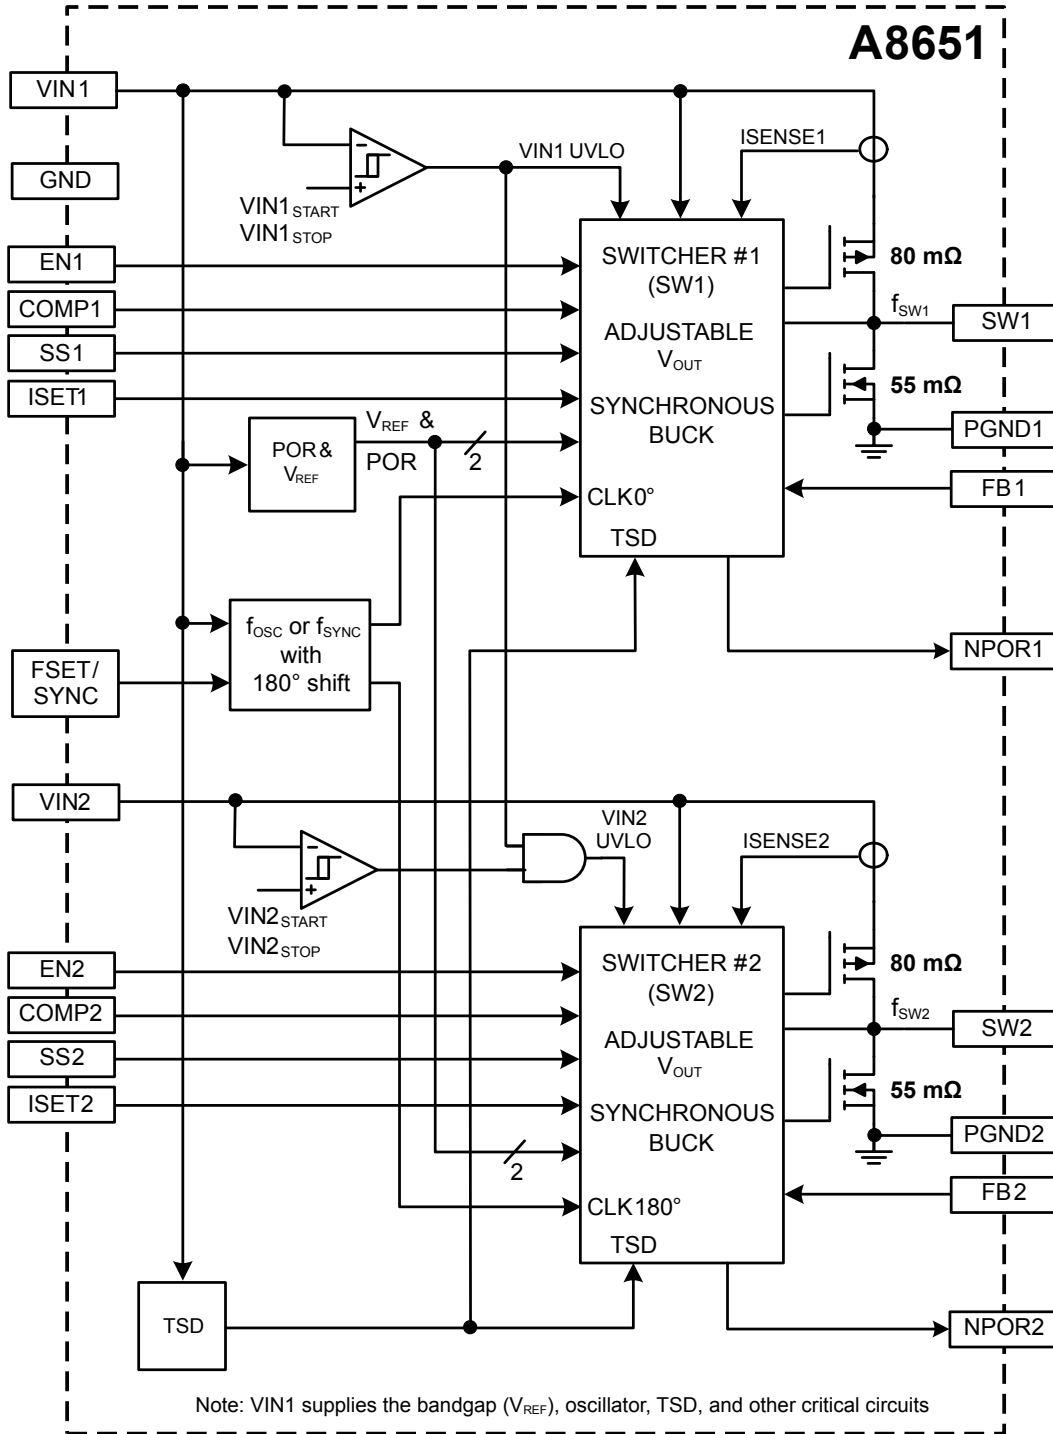 A8651
VIN1
GND
EN1
COMP1
SS1
ISET1
FSET/
SYNC
VIN2
EN2
COMP2
SS2
ISET2
−
+
VIN1START
VIN1STOP
VIN1 UVLO
ISENSE1
SWITCHER #1
(SW1)
ADJUSTABLE
VOUT
SYNCHRONOUS
BUCK
CLK0°
TSD
80 mΩ
fSW1
55 mΩ
SW1
PGND1
FB1
NPOR1
POR &
VREF
VREF &
POR
2
fOSC or fSYNC
with
180° shift
−
+
VIN2START
VIN2STOP
VIN2
UVLO
ISENSE2
SWITCHER #2
(SW2)
ADJUSTABLE
VOUT
SYNCHRONOUS
BUCK
2
CLK180°
TSD
80 mΩ
fSW2
55 mΩ
SW2
PGND2
FB2
NPOR2
TSD
Note: VIN1 supplies the bandgap (VREF), oscillator, TSD, and other critical circuits